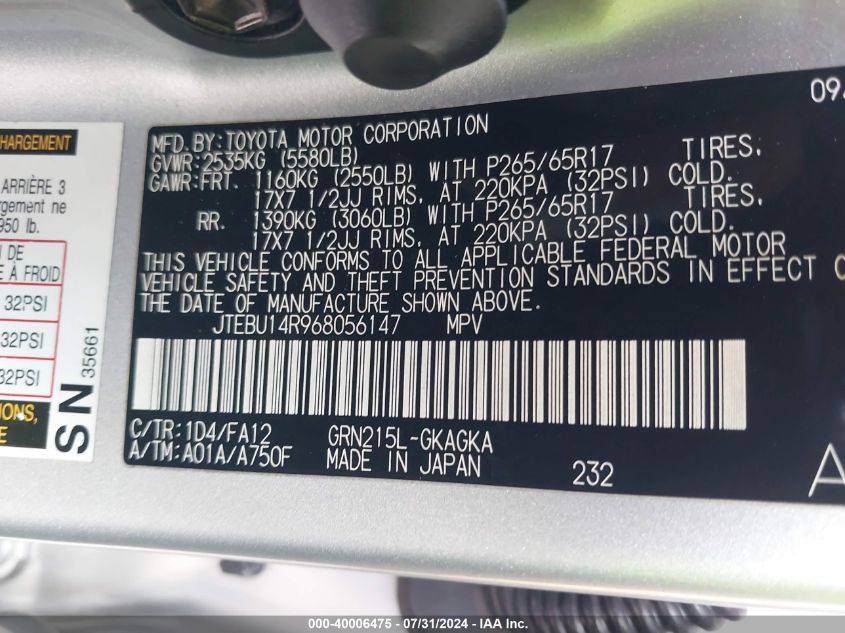 HARGEMENT
ARRIÈRE 3
rgement ne
950 lb.
DE
À FROID
32PSI
32PSI
32PSI
SN
35661
09
MFD. BY: TOYOTA MOTOR CORPORATION
GVWR: 2535KG (5580LB)
GAWR: FRT. 1160KG (2550LB) WITH P265/65R17 TIRES,
17X7 1/2JJ RIMS, AT 220KPA (32PSI) COLD.
RR. 1390KG (3060LB) WITH P265/65R17 TIRES,
17X7 1/2JJ RIMS, AT 220KPA (32PSI) COLD.
THIS VEHICLE CONFORMS TO ALL APPLICABLE FEDERAL MOTOR
VEHICLE SAFETY AND THEFT PREVENTION STANDARDS IN EFFECT O
THE DATE OF MANUFACTURE SHOWN ABOVE.
JTEBU14R968056147 MPV
C/TR: 1D4/FA12 GRN215L-GKAGKA
A/TM: A01A/A750F MADE IN JAPAN 232
A
000-40006475 - 07/31/2024 - IAA Inc.